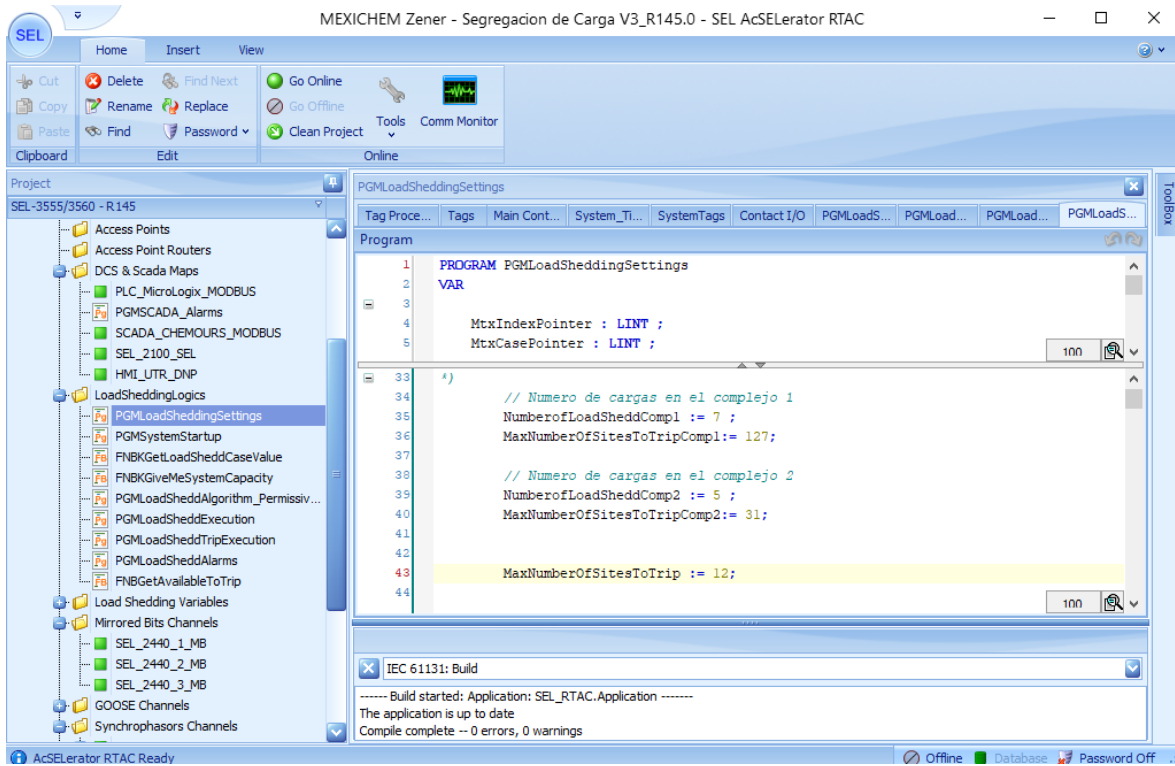 MEXICHEM Zener - Segregacion de Carga V3_R145.0 - SEL AcSELerator RTAC
SEL
Home Insert View
Cut Delete Find Next Go Online
Copy Rename Replace Go Offline
Paste Find Password Clean Project Tools Comm Monitor
Clipboard Edit Online
Project
SEL-3555/3560 - R145
Access Points
Access Point Routers
DCS & Scada Maps
PLC_MicroLogix_MODBUS
PGMSCADA_Alarms
SCADA_CHEMOURS_MODBUS
SEL_2100_SEL
HMI_UTR_DNP
LoadSheddingLogics
PGMLoadSheddingSettings
PGMSystemStartup
FNBKGetLoadSheddCaseValue
FNBKGiveMeSystemCapacity
PGMLoadSheddAlgorithm_Permissiv...
PGMLoadSheddExecution
PGMLoadSheddTripExecution
PGMLoadSheddAlarms
FNBGetAvailableToTrip
Load Shedding Variables
Mirrored Bits Channels
SEL_2440_1_MB
SEL_2440_2_MB
SEL_2440_3_MB
GOOSE Channels
Synchrophasors Channels
PGMLoadSheddingSettings
Tag Proce... Tags Main Cont... System_Ti... SystemTags Contact I/O PGMLoadS... PGMLoad... PGMLoad... PGMLoadS...
Program
1 PROGRAM PGMLoadSheddingSettings
2 VAR
3
4 MtxIndexPointer : LINT ;
5 MtxCasePointer : LINT ;
100
33 *)
34 // Numero de cargas en el complejo 1
35 NumberofLoadSheddComp1 := 7 ;
36 MaxNumberOfSitesToTripComp1:= 127;
37
38 // Numero de cargas en el complejo 2
39 NumberofLoadSheddComp2 := 5 ;
40 MaxNumberOfSitesToTripComp2:= 31;
41
42
43 MaxNumberOfSitesToTrip := 12;
44
100
IEC 61131: Build
------ Build started: Application: SEL_RTAC.Application -------
The application is up to date
Compile complete -- 0 errors, 0 warnings
ToolBox
AcSELerator RTAC Ready
Offline Database Password Off